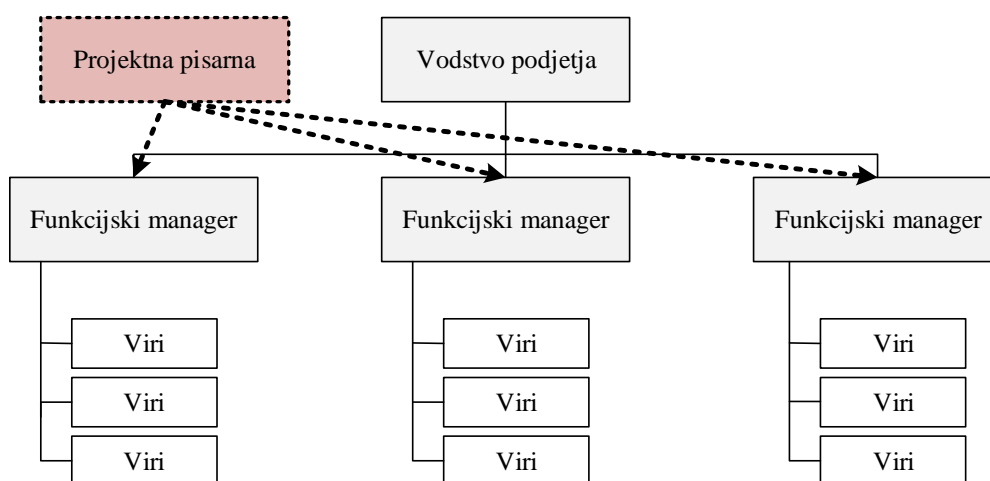 Projektna pisarna
Vodstvo podjetja
Funkcijski manager
Funkcijski manager
Funkcijski manager
Viri
Viri
Viri
Viri
Viri
Viri
Viri
Viri
Viri